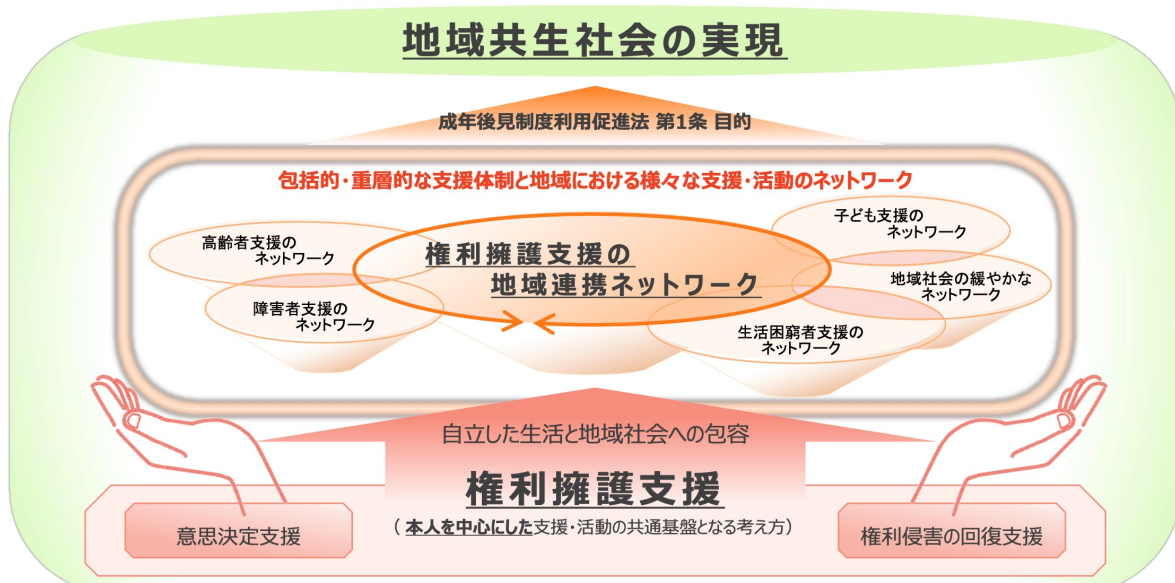 地域共生社会の実現
成年後見制度利用促進法 第1条 目的
包括的・重層的な支援体制と地域における様々な支援・活動のネットワーク
高齢者支援の
ネットワーク
障害者支援の
ネットワーク
権利擁護支援の
地域連携ネットワーク
子ども支援の
ネットワーク
地域社会の緩やかな
ネットワーク
生活困窮者支援の
ネットワーク
自立した生活と地域社会への包容
権利擁護支援
（ 本人を中心にした支援・活動の共通基盤となる考え方）
意思決定支援
権利侵害の回復支援